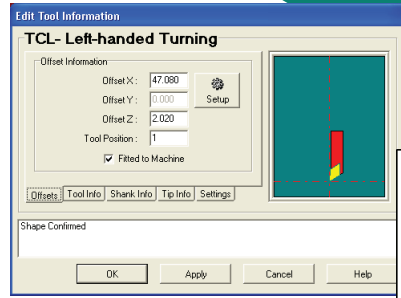 Edit Tool Information
TCL- Left-handed Turning
Offset Information
Offset X : 47.080
Offset Y : 0.000
Offset Z : 2.020
Setup
Tool Position : 1
Fitted to Machine
Offsets Tool Info Shank Info Tip Info Settings
Shape Confirmed
OK Apply Cancel Help